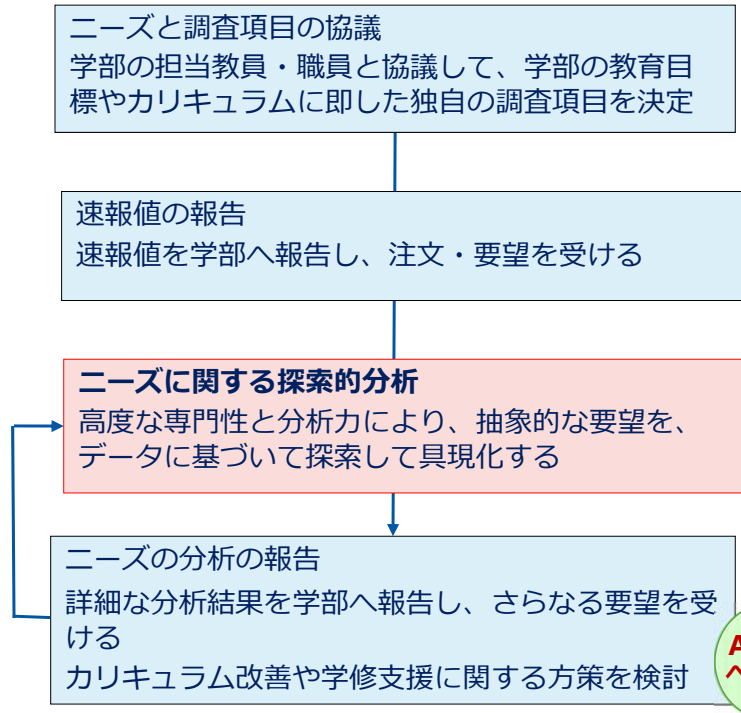 ニーズと調査項目の協議
学部の担当教員・職員と協議して、学部の教育目
標やカリキュラムに即した独自の調査項目を決定
速報値の報告
速報値を学部へ報告し、注文・要望を受ける
ニーズに関する探索的分析
高度な専門性と分析力により、抽象的な要望を、
データに基づいて探索して具現化する
ニーズの分析の報告
詳細な分析結果を学部へ報告し、さらなる要望を受
ける
カリキュラム改善や学修支援に関する方策を検討